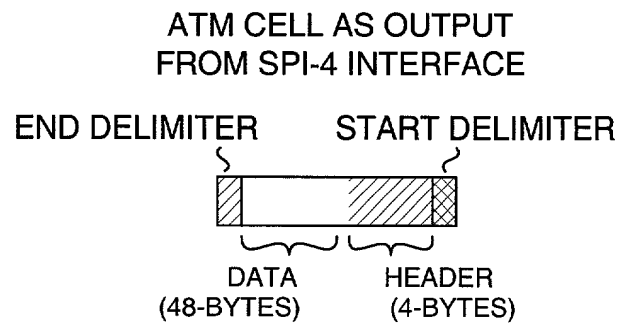 ATM CELL AS OUTPUT
FROM SPI-4 INTERFACE
END DELIMITER
START DELIMITER
DATA
(48-BYTES)
HEADER
(4-BYTES)